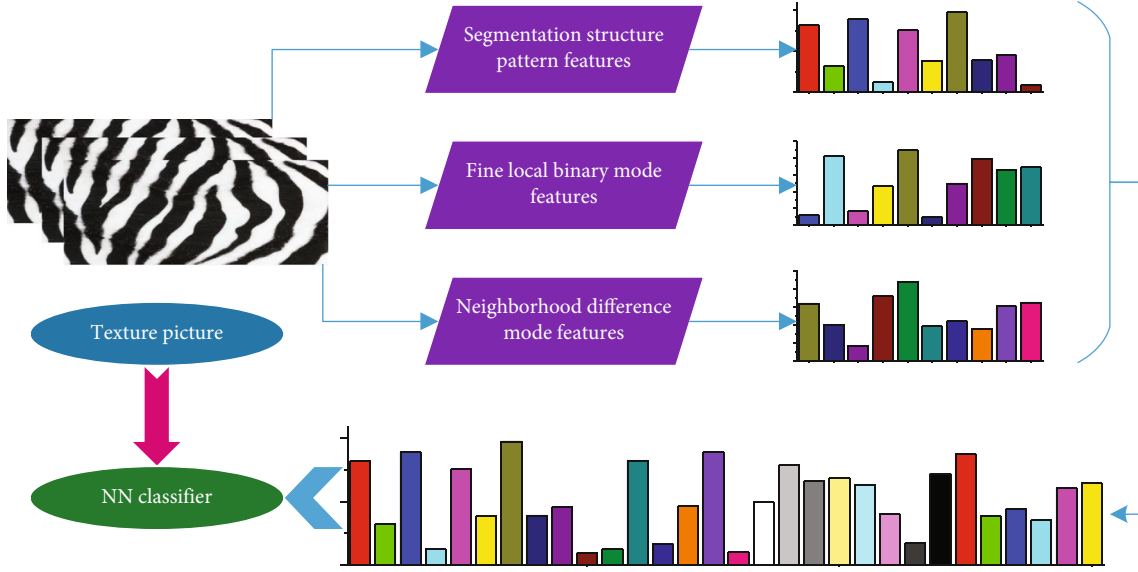 Segmentation structure
pattern features
Fine local binary mode
features
Neighborhood difference
mode features
Texture picture
NN classifier